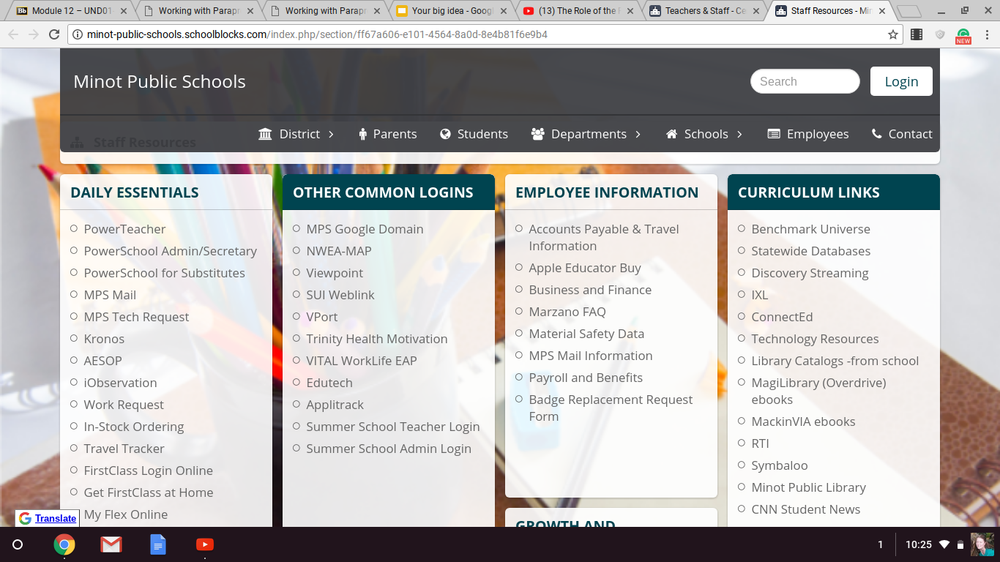 Module 12 – UND01
Working with Parapr
Working with Parapr
Your big idea - Googl
(13) The Role of the P
Teachers & Staff - Ce
Staff Resources - Min
minot-public-schools.schoolblocks.com/index.php/section/ff67a606-e101-4564-8a0d-8e4b81f6e9b4
NEW
Minot Public Schools
Search
Login
Staff Resources
District
Parents
Students
Departments
Schools
Employees
Contact
DAILY ESSENTIALS
PowerTeacher
PowerSchool Admin/Secretary
PowerSchool for Substitutes
MPS Mail
MPS Tech Request
Kronos
AESOP
iObservation
Work Request
In-Stock Ordering
Travel Tracker
FirstClass Login Online
Get FirstClass at Home
My Flex Online
OTHER COMMON LOGINS
MPS Google Domain
NWEA-MAP
Viewpoint
SUI Weblink
VPort
Trinity Health Motivation
VITAL WorkLife EAP
Edutech
Applitrack
Summer School Teacher Login
Summer School Admin Login
EMPLOYEE INFORMATION
Accounts Payable & Travel
Information
Apple Educator Buy
Business and Finance
Marzano FAQ
Material Safety Data
MPS Mail Information
Payroll and Benefits
Badge Replacement Request
Form
GROWTH AND
CURRICULUM LINKS
Benchmark Universe
Statewide Databases
Discovery Streaming
IXL
ConnectEd
Technology Resources
Library Catalogs -from school
MagiLibrary (Overdrive)
ebooks
MackinVIA ebooks
RTI
Symbaloo
Minot Public Library
CNN Student News
Translate
1
10:25